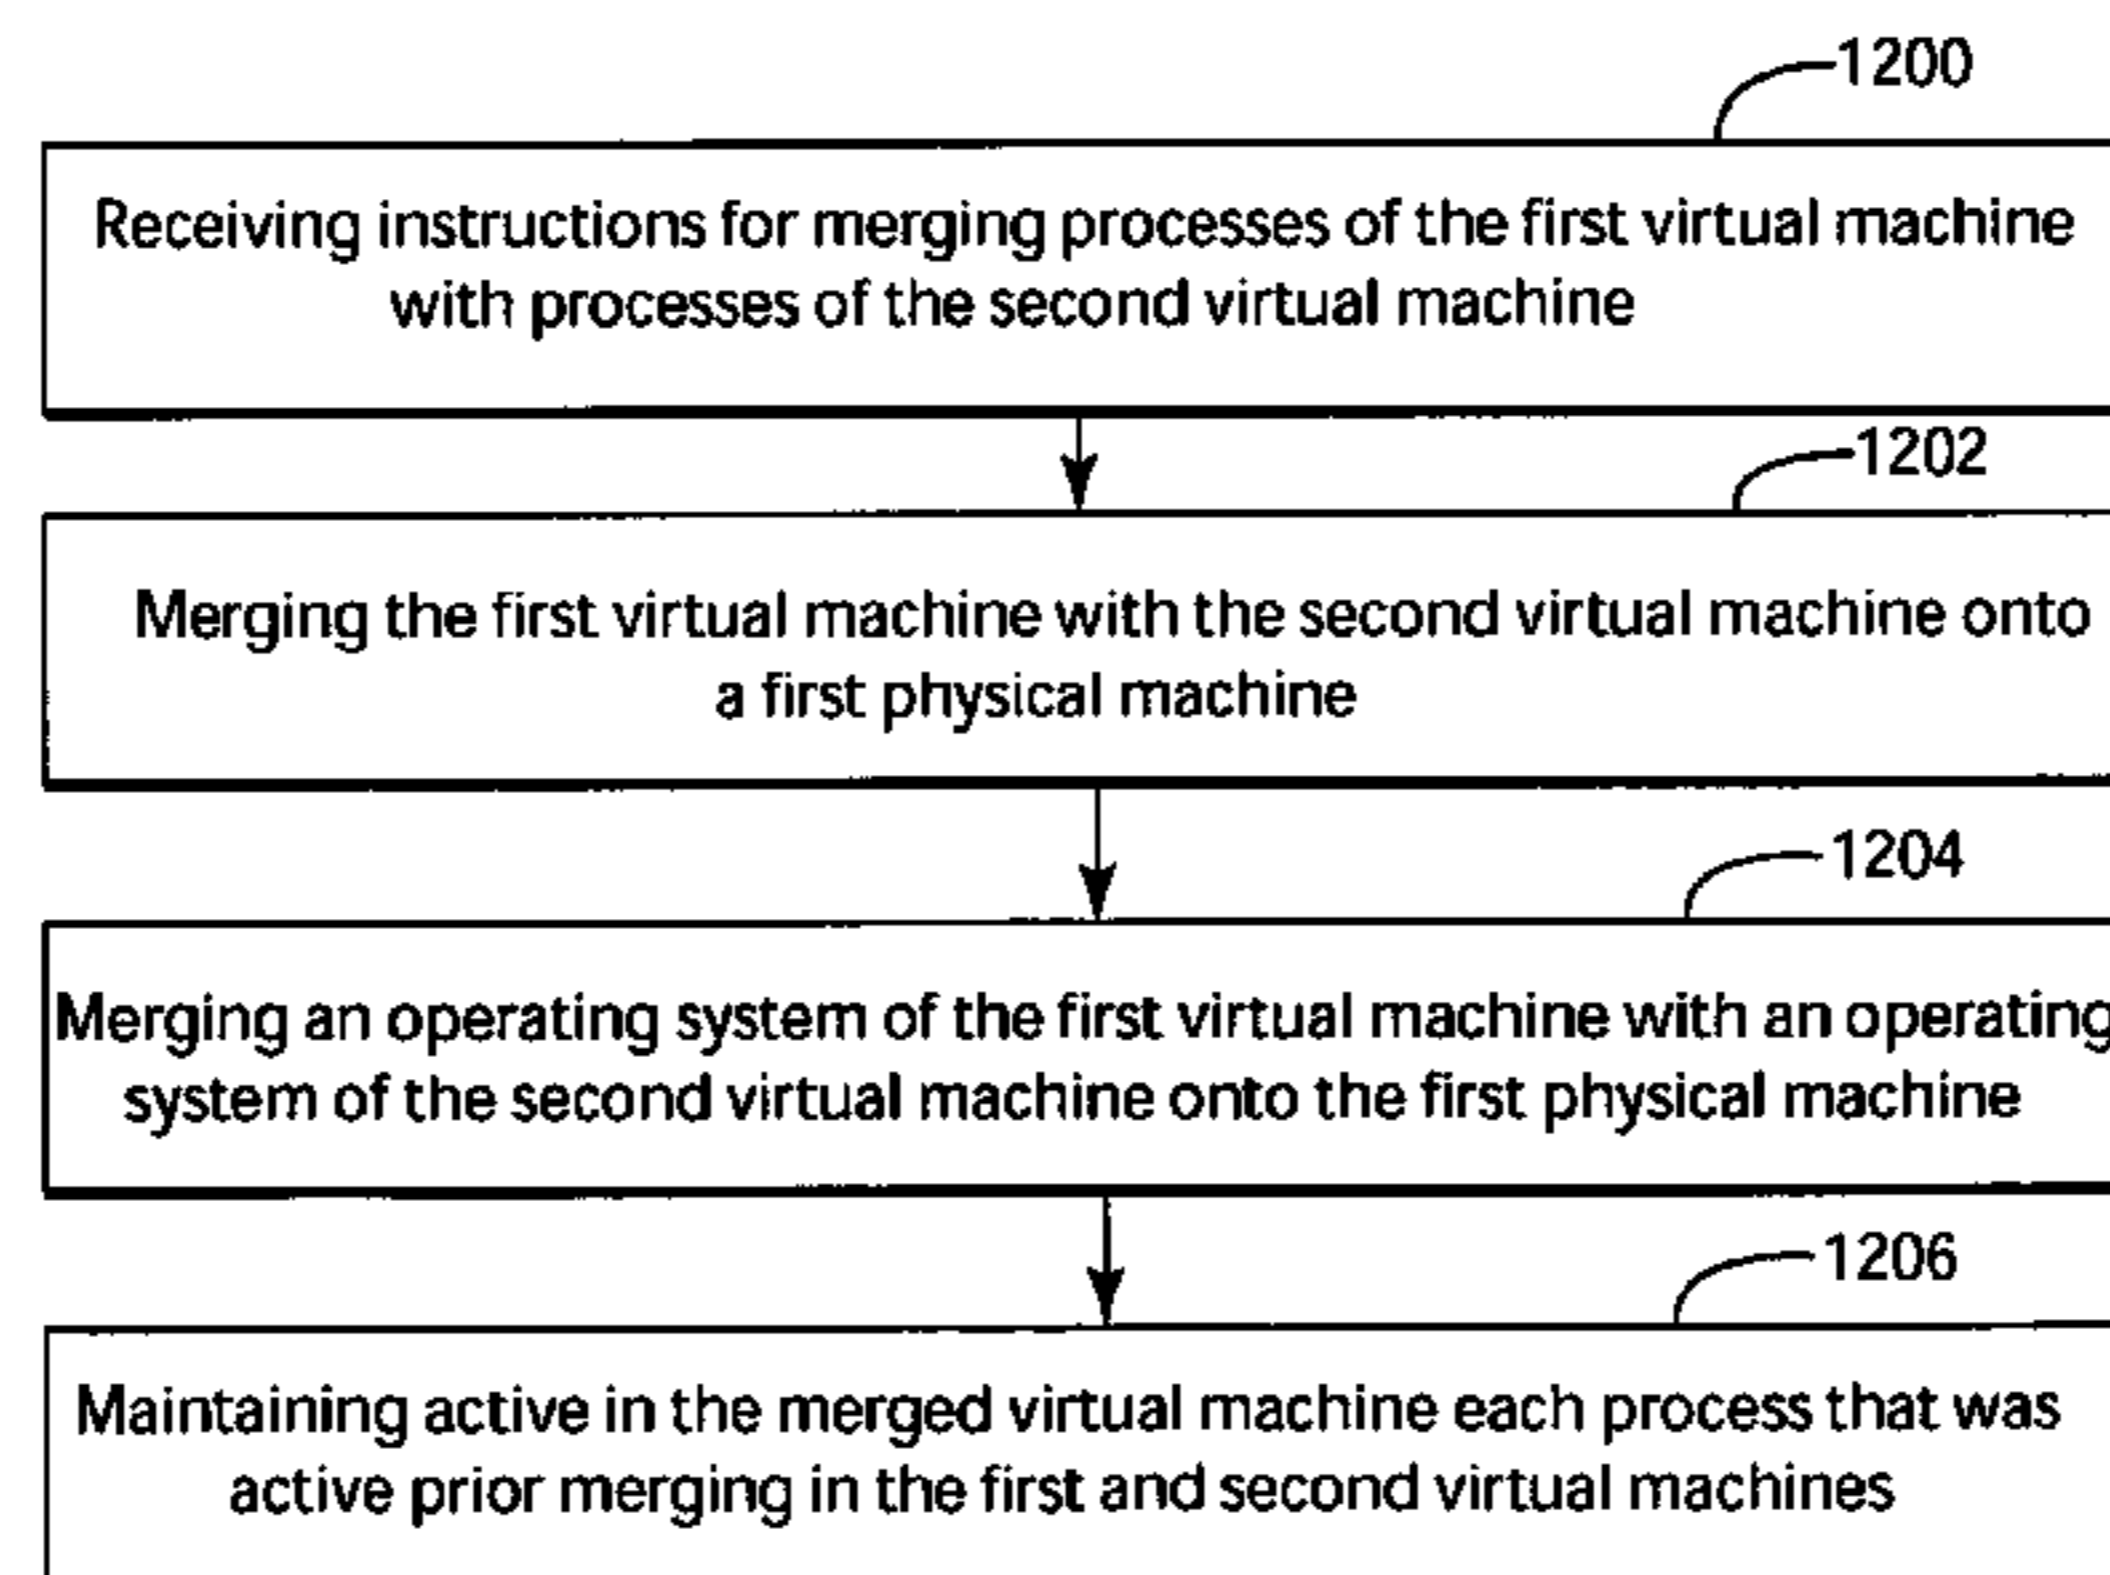 1200
Receiving instructions for merging processes of the first virtual machine
with processes of the second virtual machine
1202
Merging the first virtual machine with the second virtual machine onto
a first physical machine
1204
Merging an operating system of the first virtual machine with an operating
system of the second virtual machine onto the first physical machine
1206
Maintaining active in the merged virtual machine each process that was
active prior merging in the first and second virtual machines